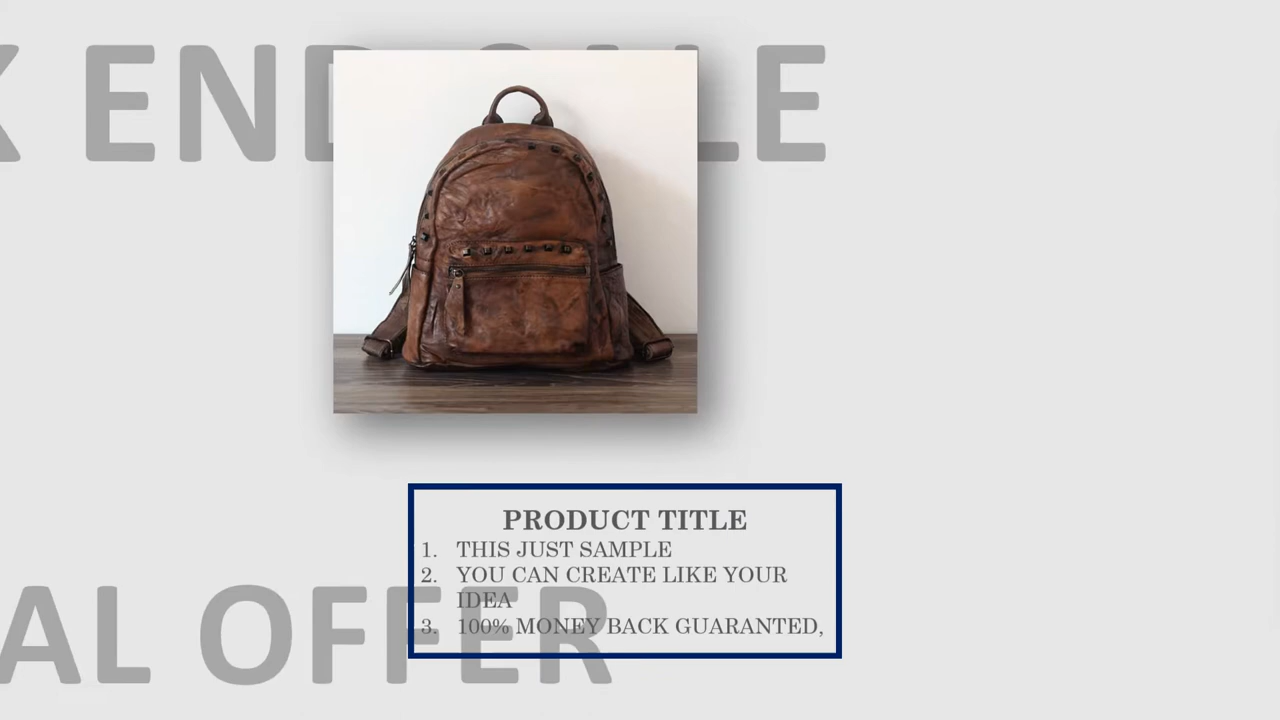 K END SALE
PRODUCT TITLE
1. THIS JUST SAMPLE
2. YOU CAN CREATE LIKE YOUR
IDEA
3. 100% MONEY BACK GUARANTED,
AL OFFER